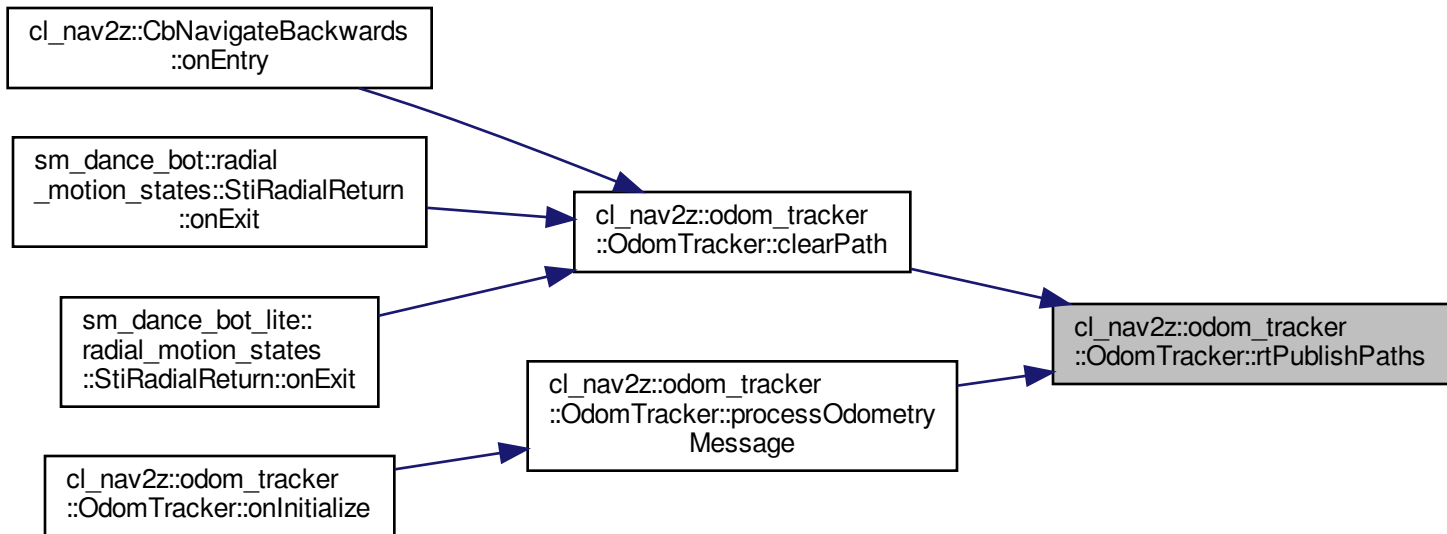 cl_nav2z::CbNavigateBackwards
::onEntry
sm_dance_bot::radial
_motion_states::StiRadialReturn
::onExit
sm_dance_bot_lite::
radial_motion_states
::StiRadialReturn::onExit
cl_nav2z::odom_tracker
::OdomTracker::onInitialize
cl_nav2z::odom_tracker
::OdomTracker::clearPath
cl_nav2z::odom_tracker
::OdomTracker::processOdometry
Message
cl_nav2z::odom_tracker
::OdomTracker::rtPublishPaths